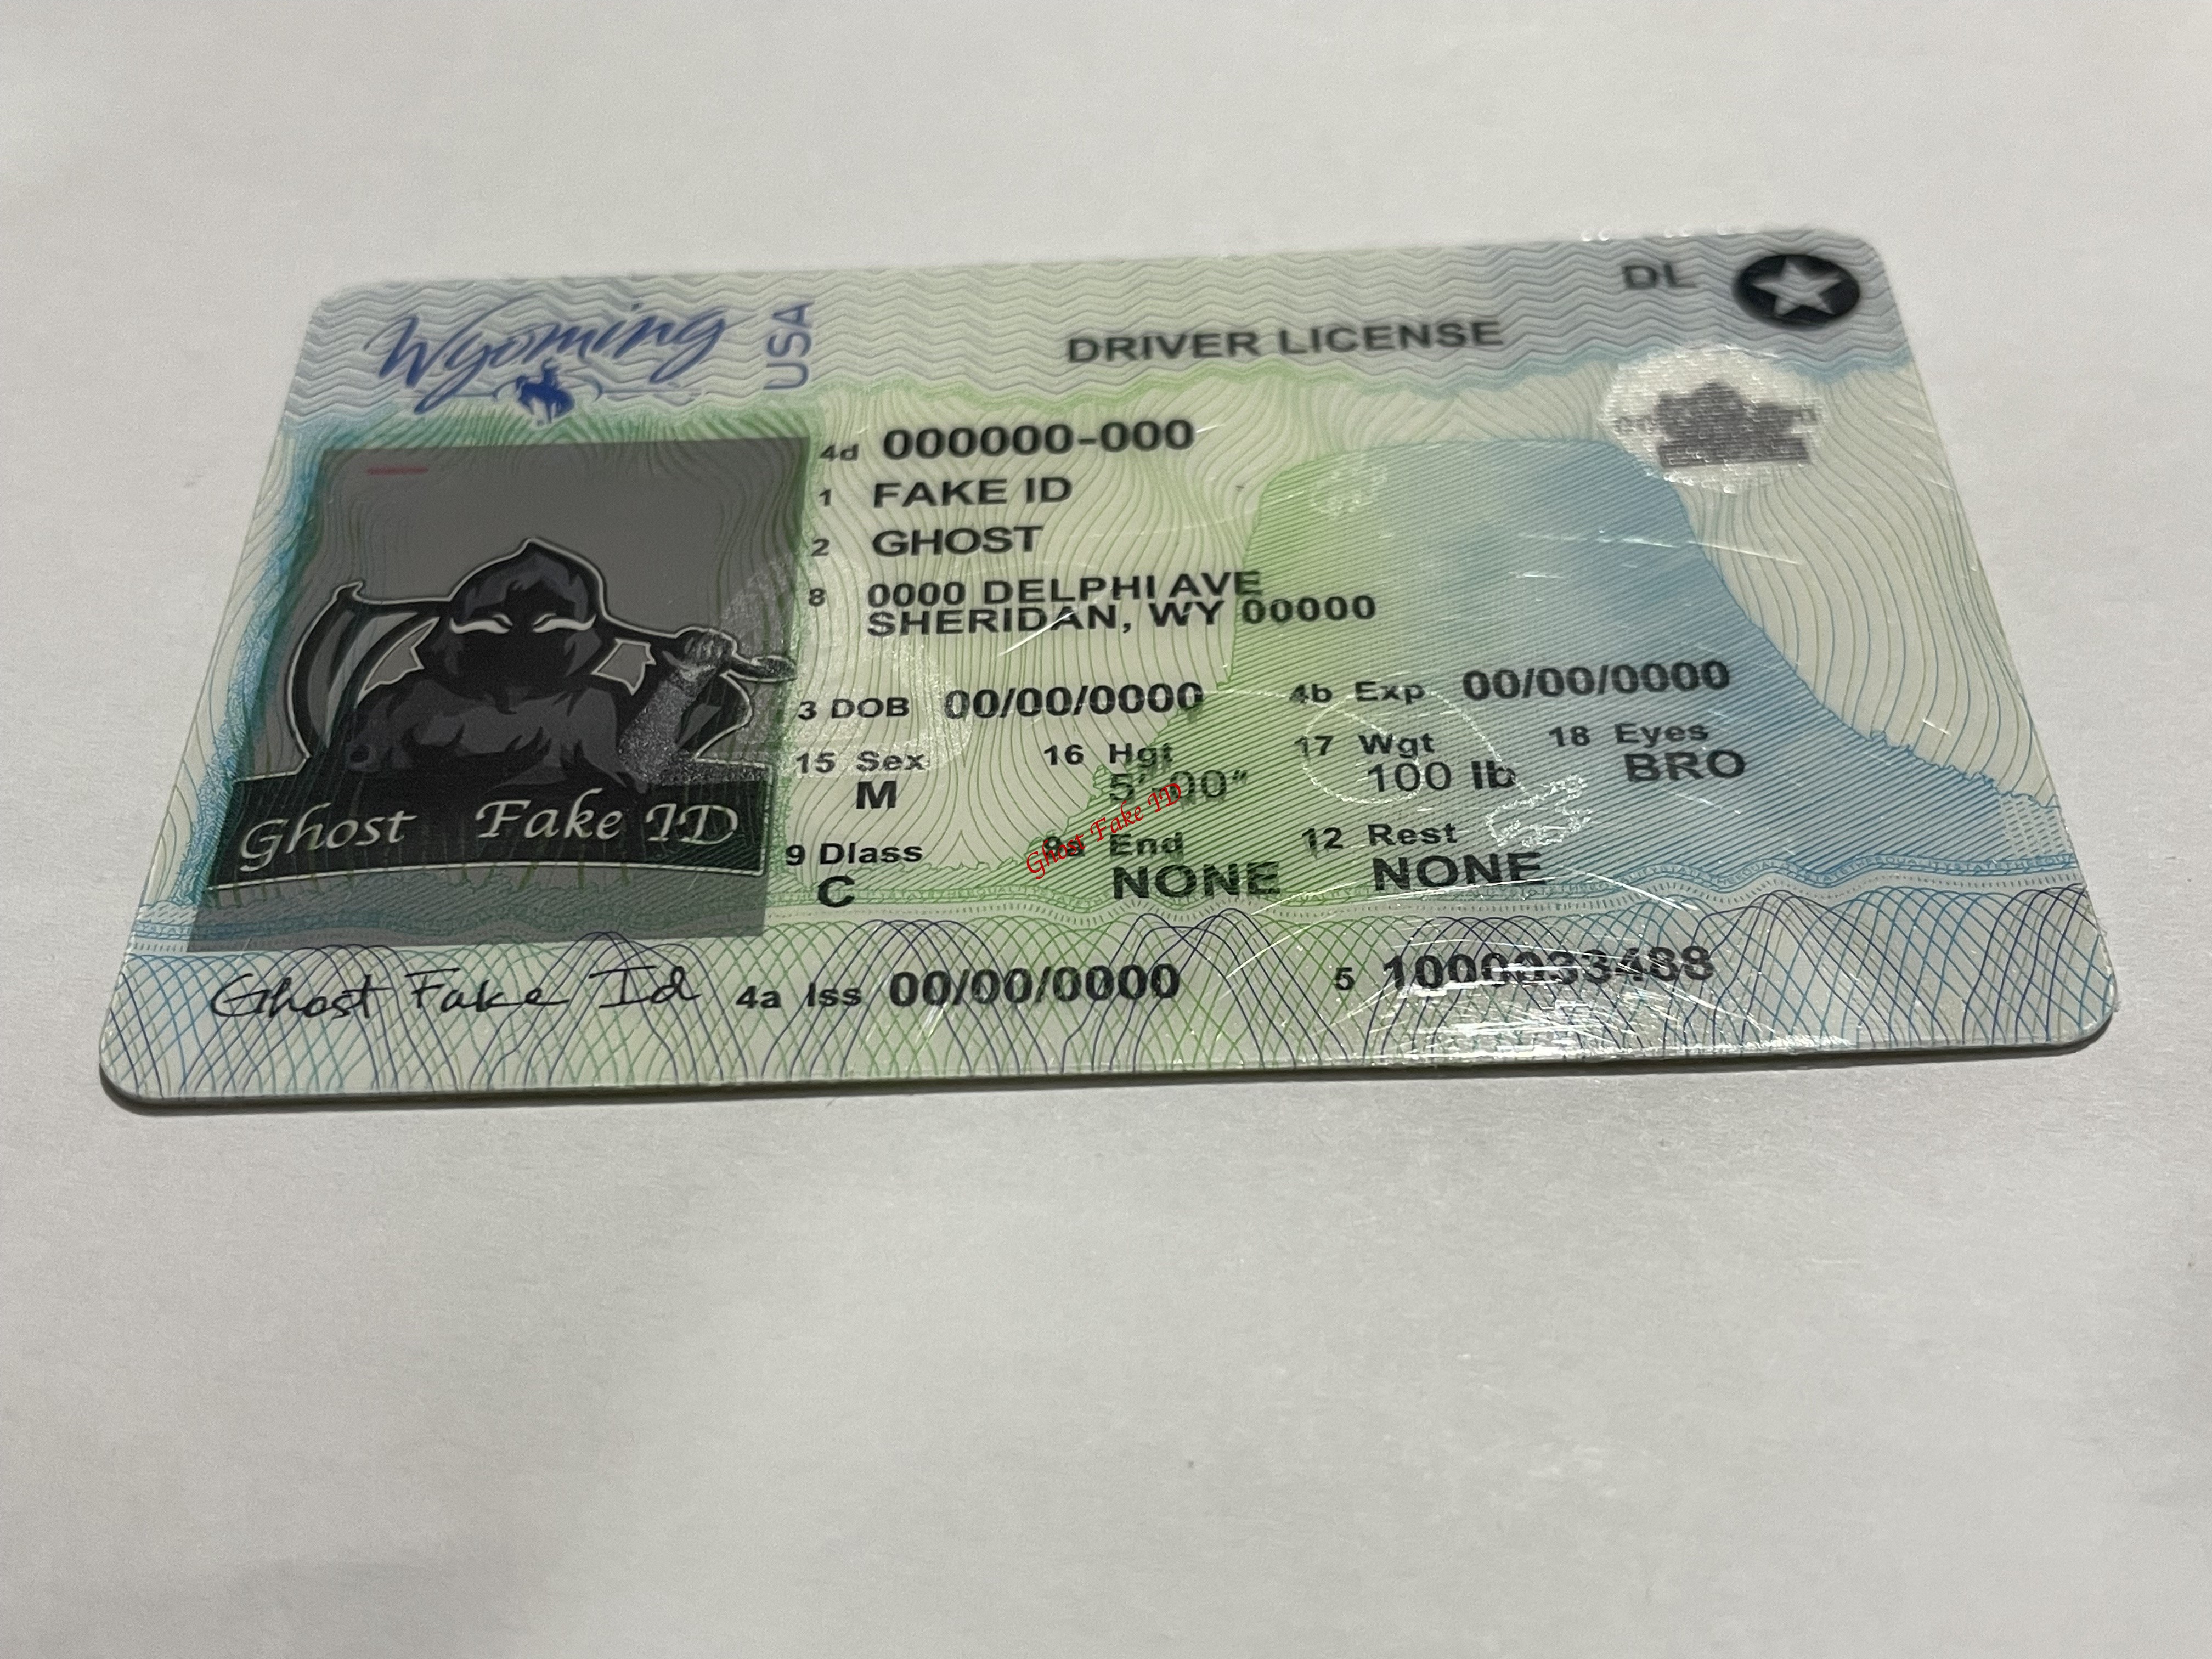 Wyoming USA
DRIVER LICENSE
DL
4d 000000-000
1 FAKE ID
2 GHOST
8 0000 DELPHI AVE
SHERIDAN, WY 00000
3 DOB 00/00/0000 4b Exp 00/00/0000
15 Sex 16 Hgt 17 Wgt 18 Eyes
M 5'-00" 100 lb BRO
Ghost Fake ID
Ghost Fake ID
9 Dlass 9a End 12 Rest
C NONE NONE
Ghost Fake Id 4a Iss 00/00/0000 5 1000033488